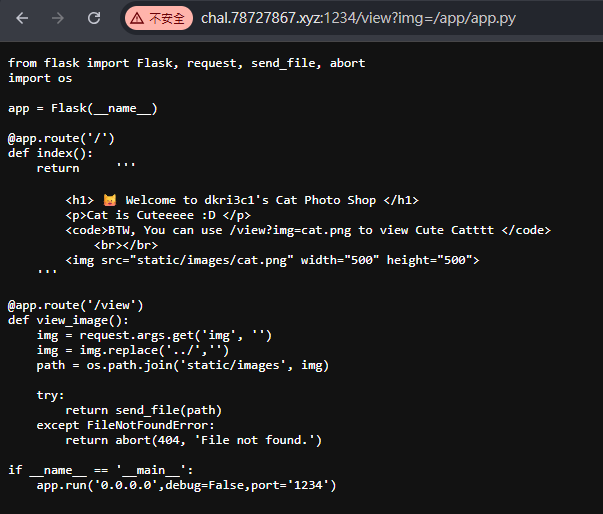 不安全 chal.78727867.xyz:1234/view?img=/app/app.py
from flask import Flask, request, send_file, abort
import os
app = Flask(__name__)
@app.route('/')
def index():
    return     '''
        <h1> 😺 Welcome to dkri3c1's Cat Photo Shop </h1>
        <p>Cat is Cuteeeee :D </p>
        <code>BTW, You can use /view?img=cat.png to view Cute Catttt </code>
            <br></br>
        <img src="static/images/cat.png" width="500" height="500">
    '''
@app.route('/view')
def view_image():
    img = request.args.get('img', '')
    img = img.replace('../','')
    path = os.path.join('static/images', img)
    try:
        return send_file(path)
    except FileNotFoundError:
        return abort(404, 'File not found.')
if __name__ == '__main__':
    app.run('0.0.0.0',debug=False,port='1234')